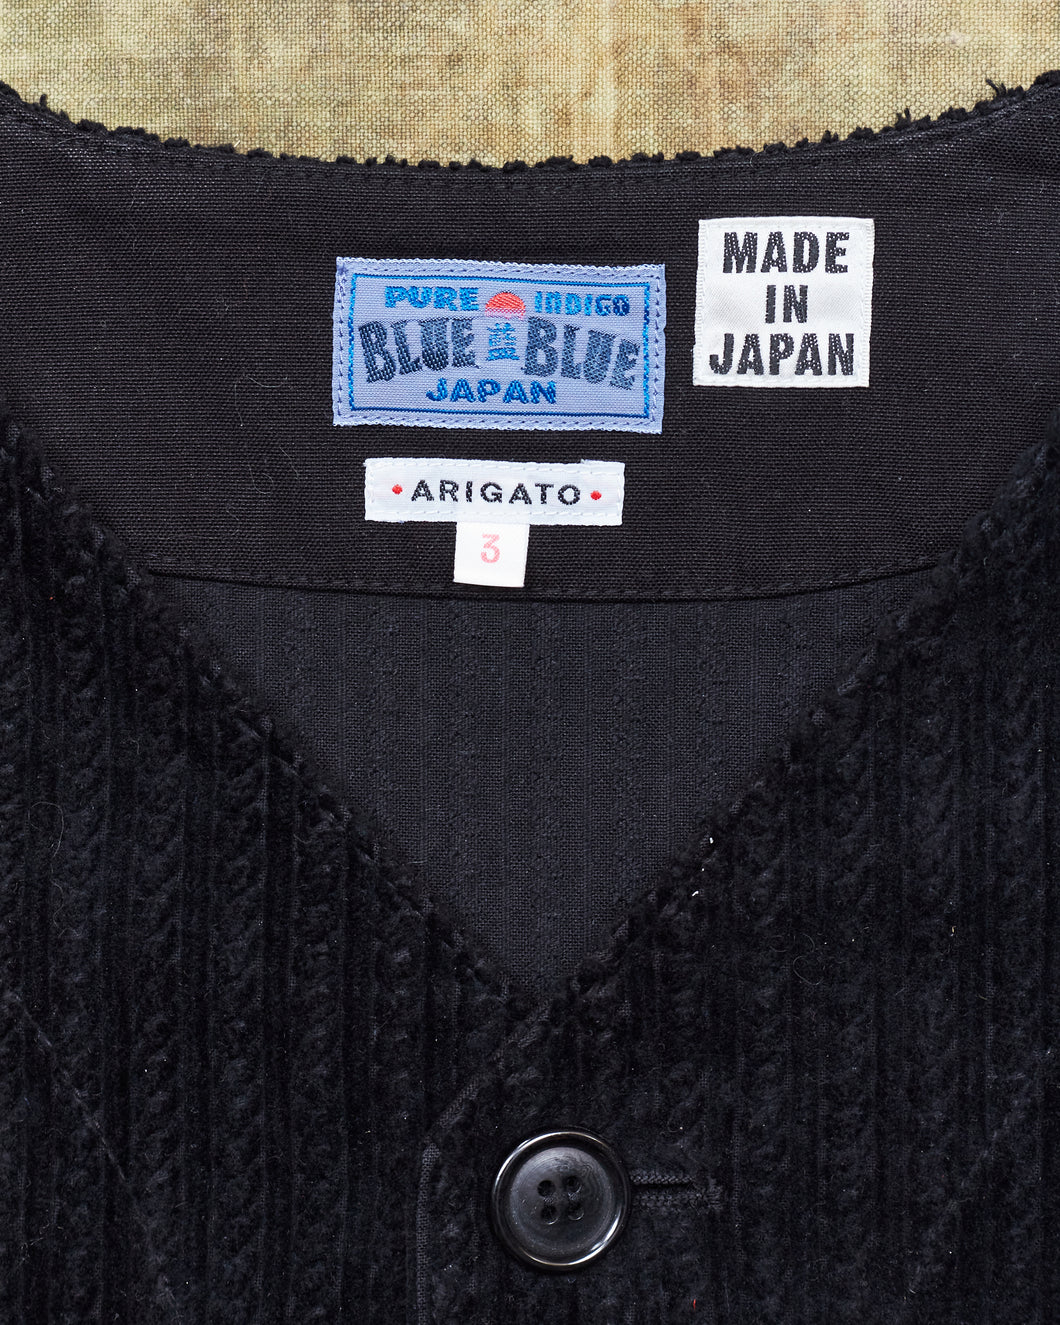 PURE INDIGO
BLUE 藍 BLUE
JAPAN
MADE
IN
JAPAN
• ARIGATO •
3